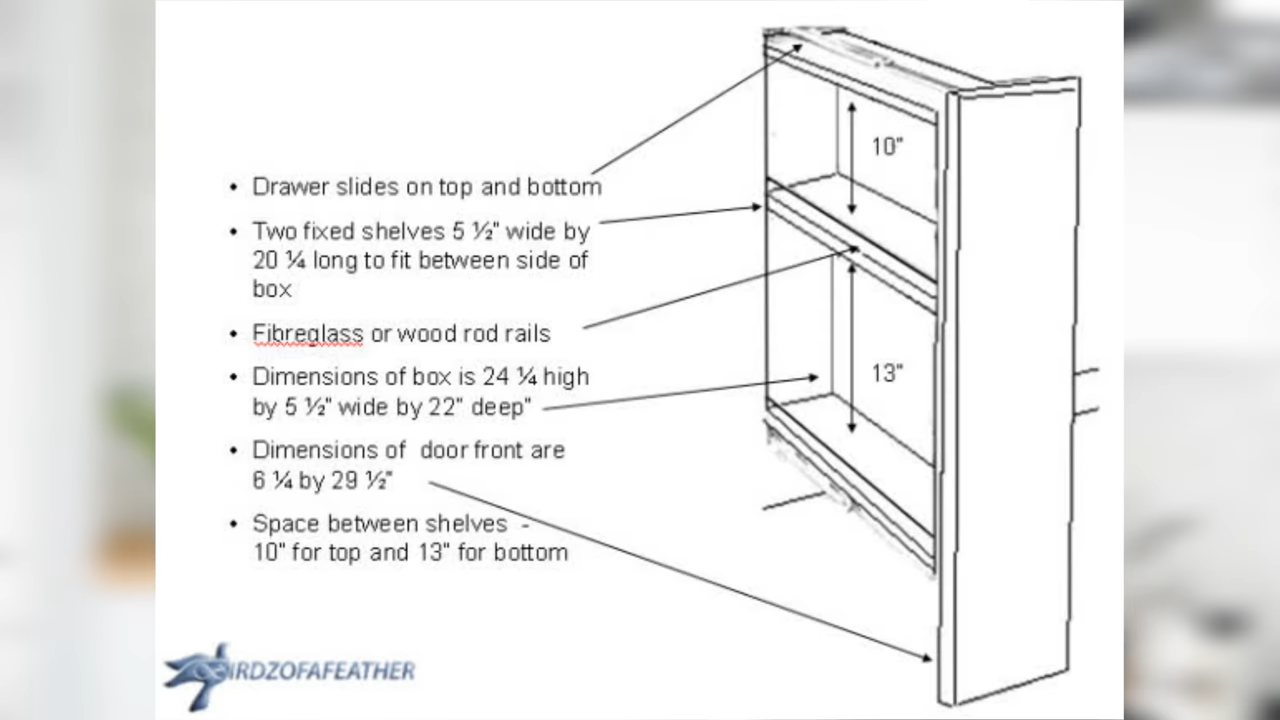 • Drawer slides on top and bottom
• Two fixed shelves 5 ½" wide by
20 ¼ long to fit between side of
box
• Fibreglass or wood rod rails
• Dimensions of box is 24 ¼ high
by 5 ½" wide by 22" deep"
• Dimensions of  door front are
6 ¼ by 29 ½"
• Space between shelves  -
10" for top and 13" for bottom
10"
13"
BIRDZOFAFEATHER